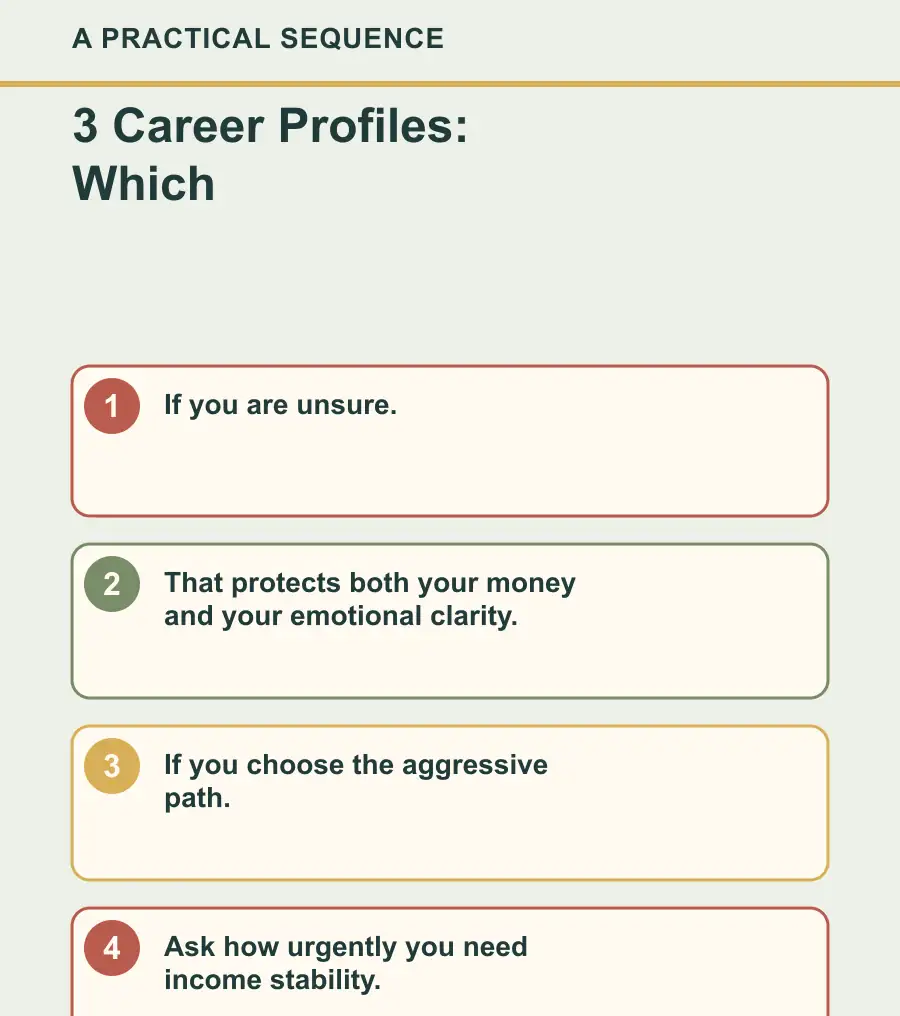 A PRACTICAL SEQUENCE
3 Career Profiles:
Which
1
If you are unsure.
2
That protects both your money
and your emotional clarity.
3
If you choose the aggressive
path.
4
Ask how urgently you need
income stability.